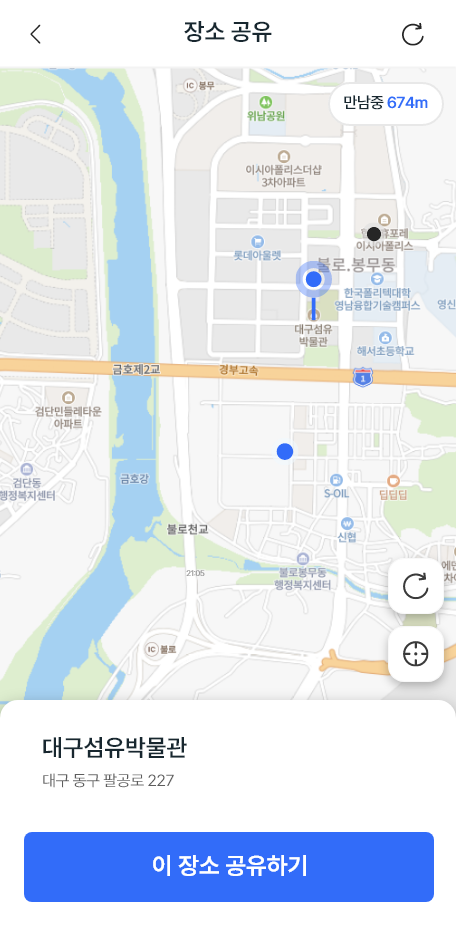 장소 공유
IC 봉무
위남공원
만남중 674m
이시아폴리스더샵
3차아파트
이시아폴리스
롯데아울렛
불로.봉무동
한국폴리텍대학
영남융합기술캠퍼스
영신
대구섬유
박물관
해서초등학교
금호제2교
경부고속
1
검단민들레타운
아파트
검단동
행정복지센터
금호강
S-OIL
딥딥딥
신협
불로천교
21:05
불로봉무동
행정복지센터
IC 불로
대구섬유박물관
대구 동구 팔공로 227
이 장소 공유하기